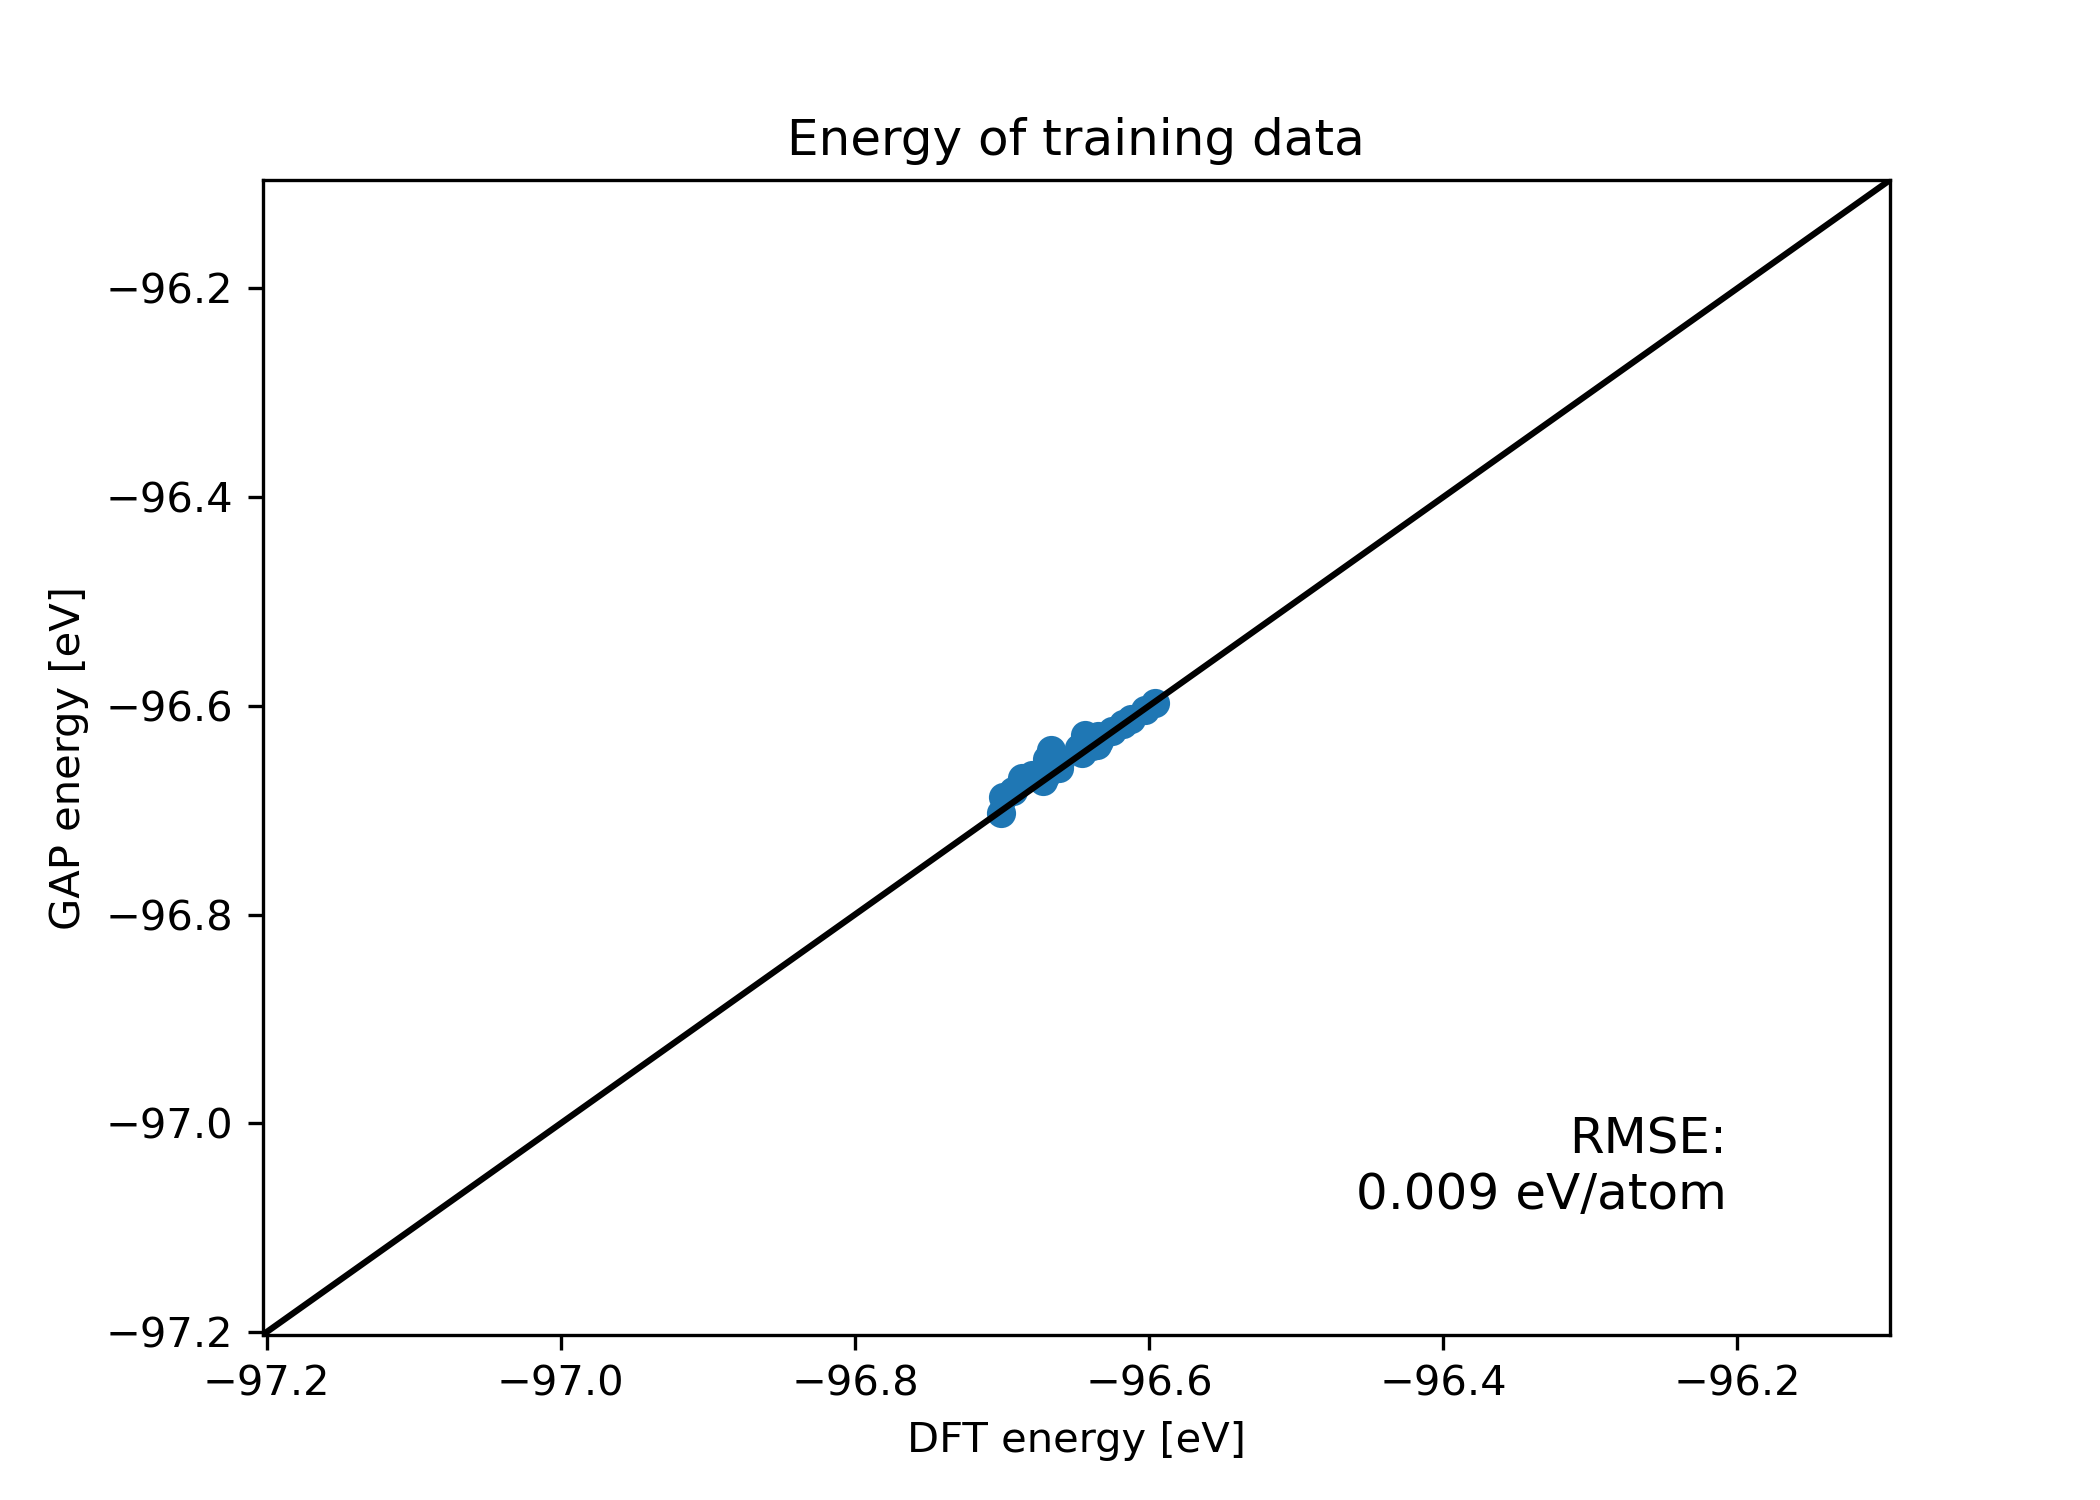 Energy of training data
GAP energy [eV]
−96.2
−96.4
−96.6
−96.8
−97.0
−97.2
RMSE:
0.009 eV/atom
−97.2 −97.0 −96.8 −96.6 −96.4 −96.2
DFT energy [eV]